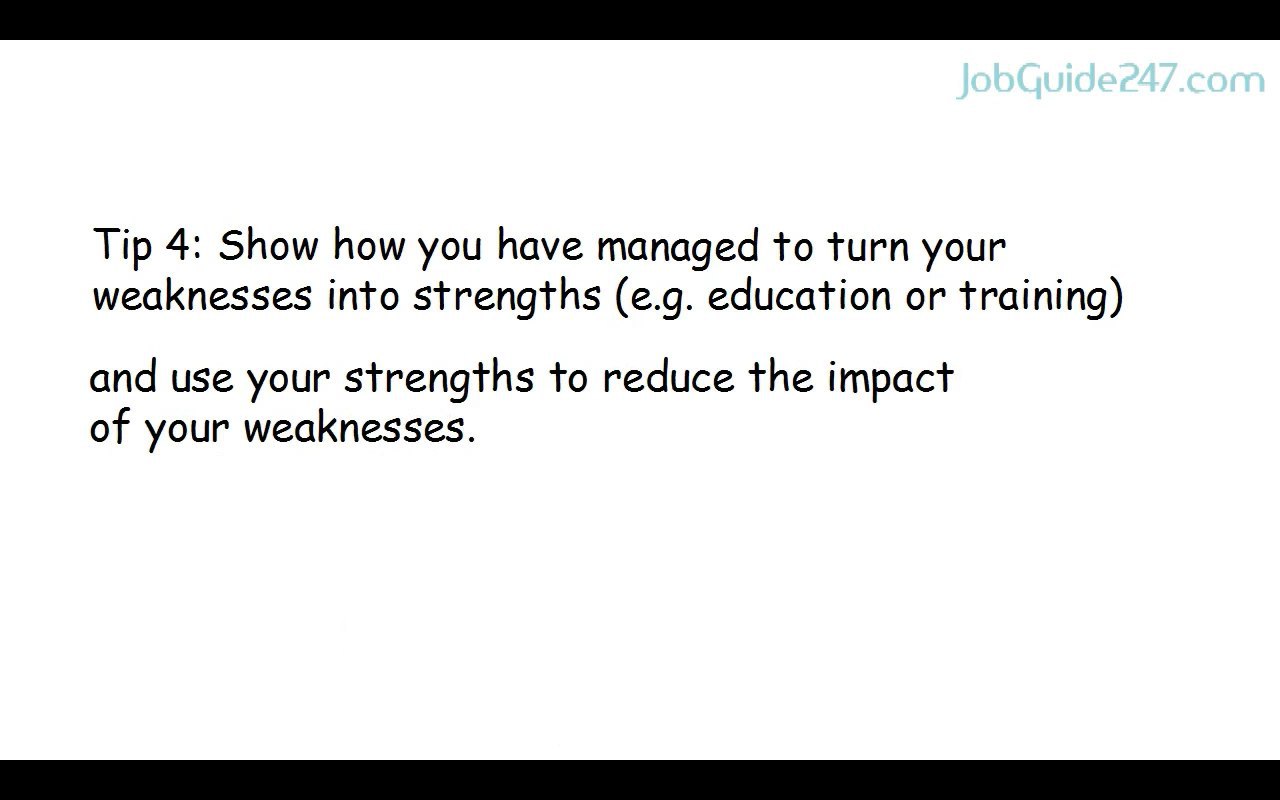 JobGuide247.com
Tip 4: Show how you have managed to turn your
weaknesses into strengths (e.g. education or training)
and use your strengths to reduce the impact
of your weaknesses.